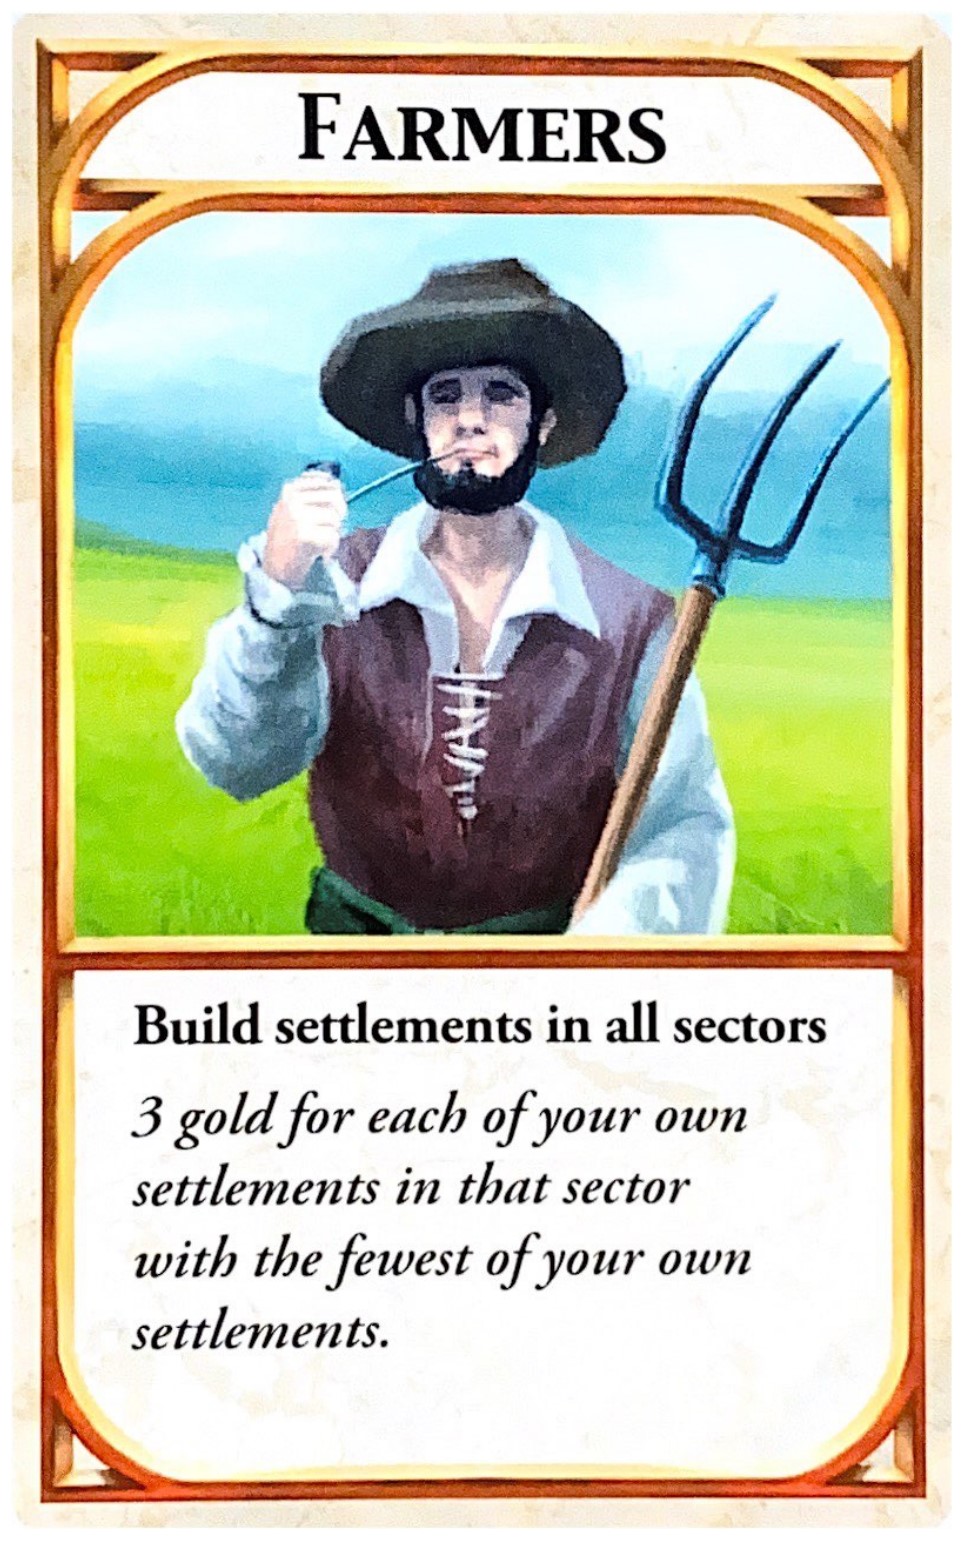 FARMERS
Build settlements in all sectors
3 gold for each of your own
settlements in that sector
with the fewest of your own
settlements.